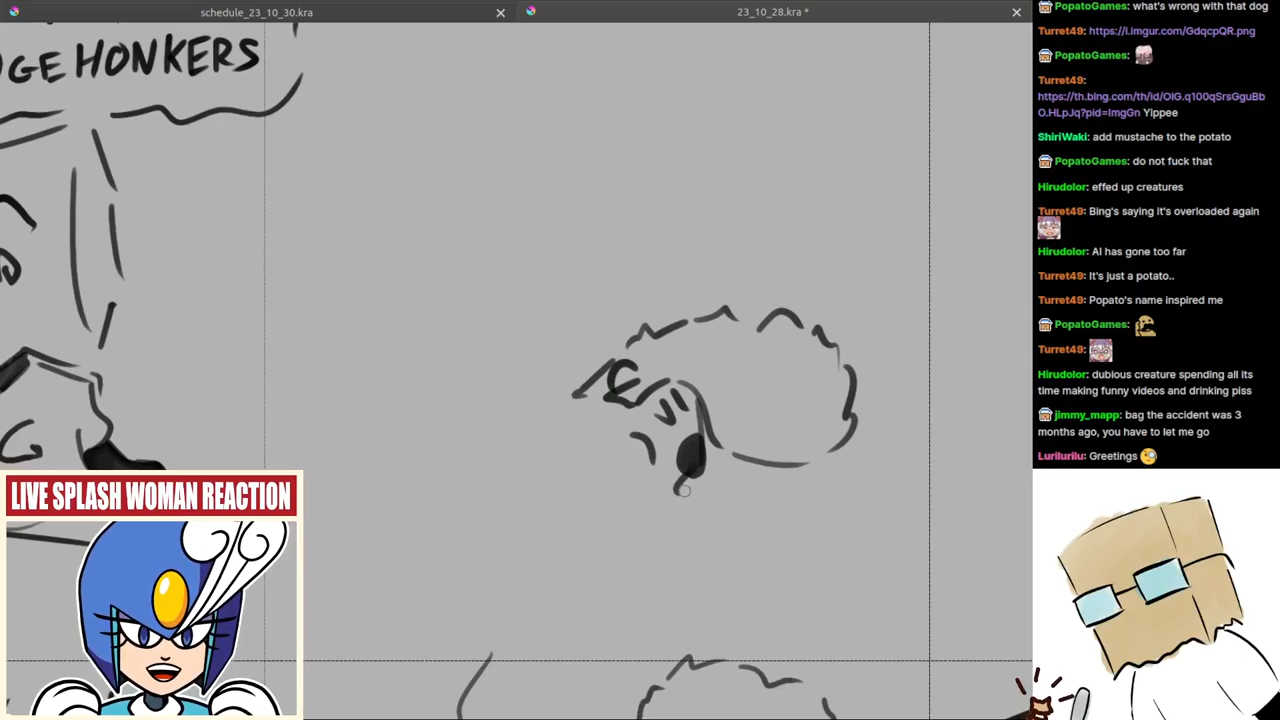 schedule_23_10_30.kra
23_10_28.kra *
GE HONKERS
G
LIVE SPLASH WOMAN REACTION
PopatoGames: what's wrong with that dog
Turret49: https://i.imgur.com/GdqcpQR.png
PopatoGames:
Turret49:
https://th.bing.com/th/id/OIG.q100qSrsGguBb
O.HLpJq?pid=ImgGn Yippee
ShiriWaki: add mustache to the potato
PopatoGames: do not fuck that
Hirudolor: effed up creatures
Turret49: Bing's saying it's overloaded again
Hirudolor: AI has gone too far
Turret49: It's just a potato..
Turret49: Popato's name inspired me
PopatoGames:
Turret49:
Hirudolor: dubious creature spending all its
time making funny videos and drinking piss
jimmy_mapp: bag the accident was 3
months ago, you have to let me go
Lurilurilu: Greetings